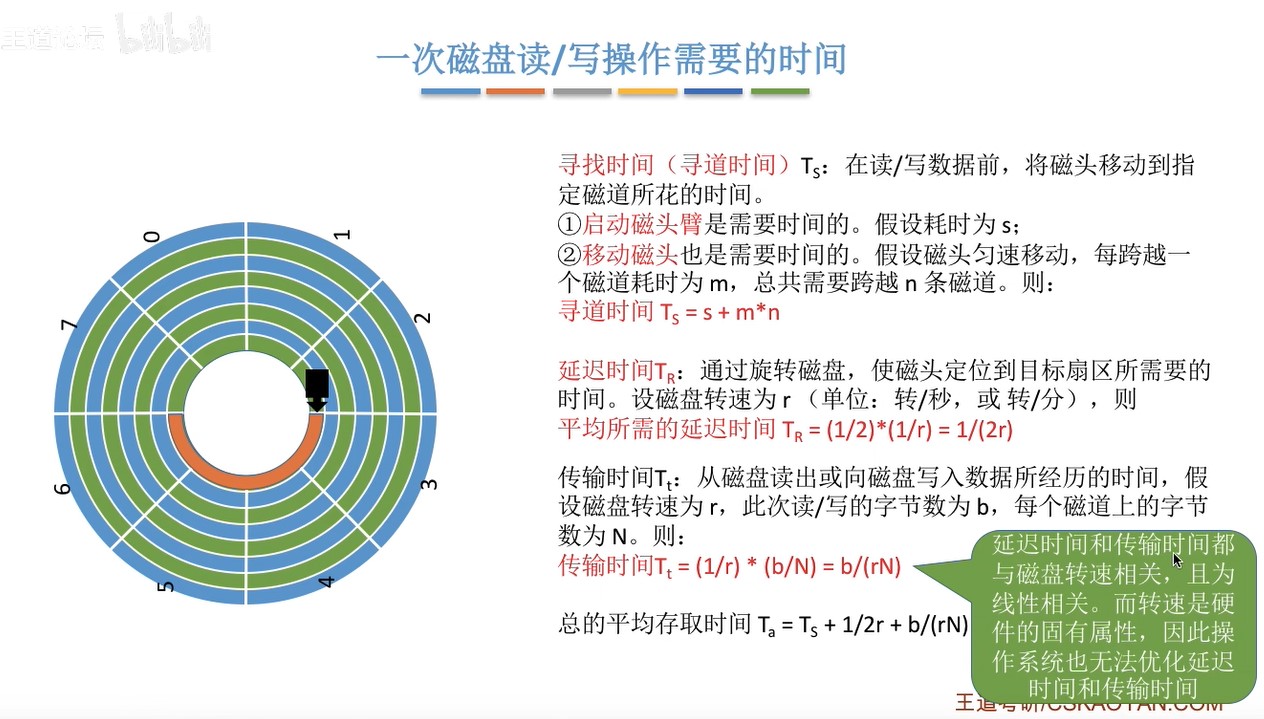 王道论坛 bilibili
一次磁盘读/写操作需要的时间
寻找时间（寻道时间）TS：在读/写数据前，将磁头移动到指
定磁道所花的时间。
①启动磁头臂是需要时间的。假设耗时为 s；
②移动磁头也是需要时间的。假设磁头匀速移动，每跨越一
个磁道耗时为 m，总共需要跨越 n 条磁道。则：
寻道时间 TS = s + m*n
延迟时间TR：通过旋转磁盘，使磁头定位到目标扇区所需要的
时间。设磁盘转速为 r （单位：转/秒，或 转/分），则
平均所需的延迟时间 TR = (1/2)*(1/r) = 1/(2r)
传输时间Tt：从磁盘读出或向磁盘写入数据所经历的时间，假
设磁盘转速为 r，此次读/写的字节数为 b，每个磁道上的字节
数为 N。则：
传输时间Tt = (1/r) * (b/N) = b/(rN)
总的平均存取时间 Ta = TS + 1/2r + b/(rN)
延迟时间和传输时间都
与磁盘转速相关，且为
线性相关。而转速是硬
件的固有属性，因此操
作系统也无法优化延迟
时间和传输时间
王道考研/CSKAOYAN.COM
0
1
2
3
4
5
6
7